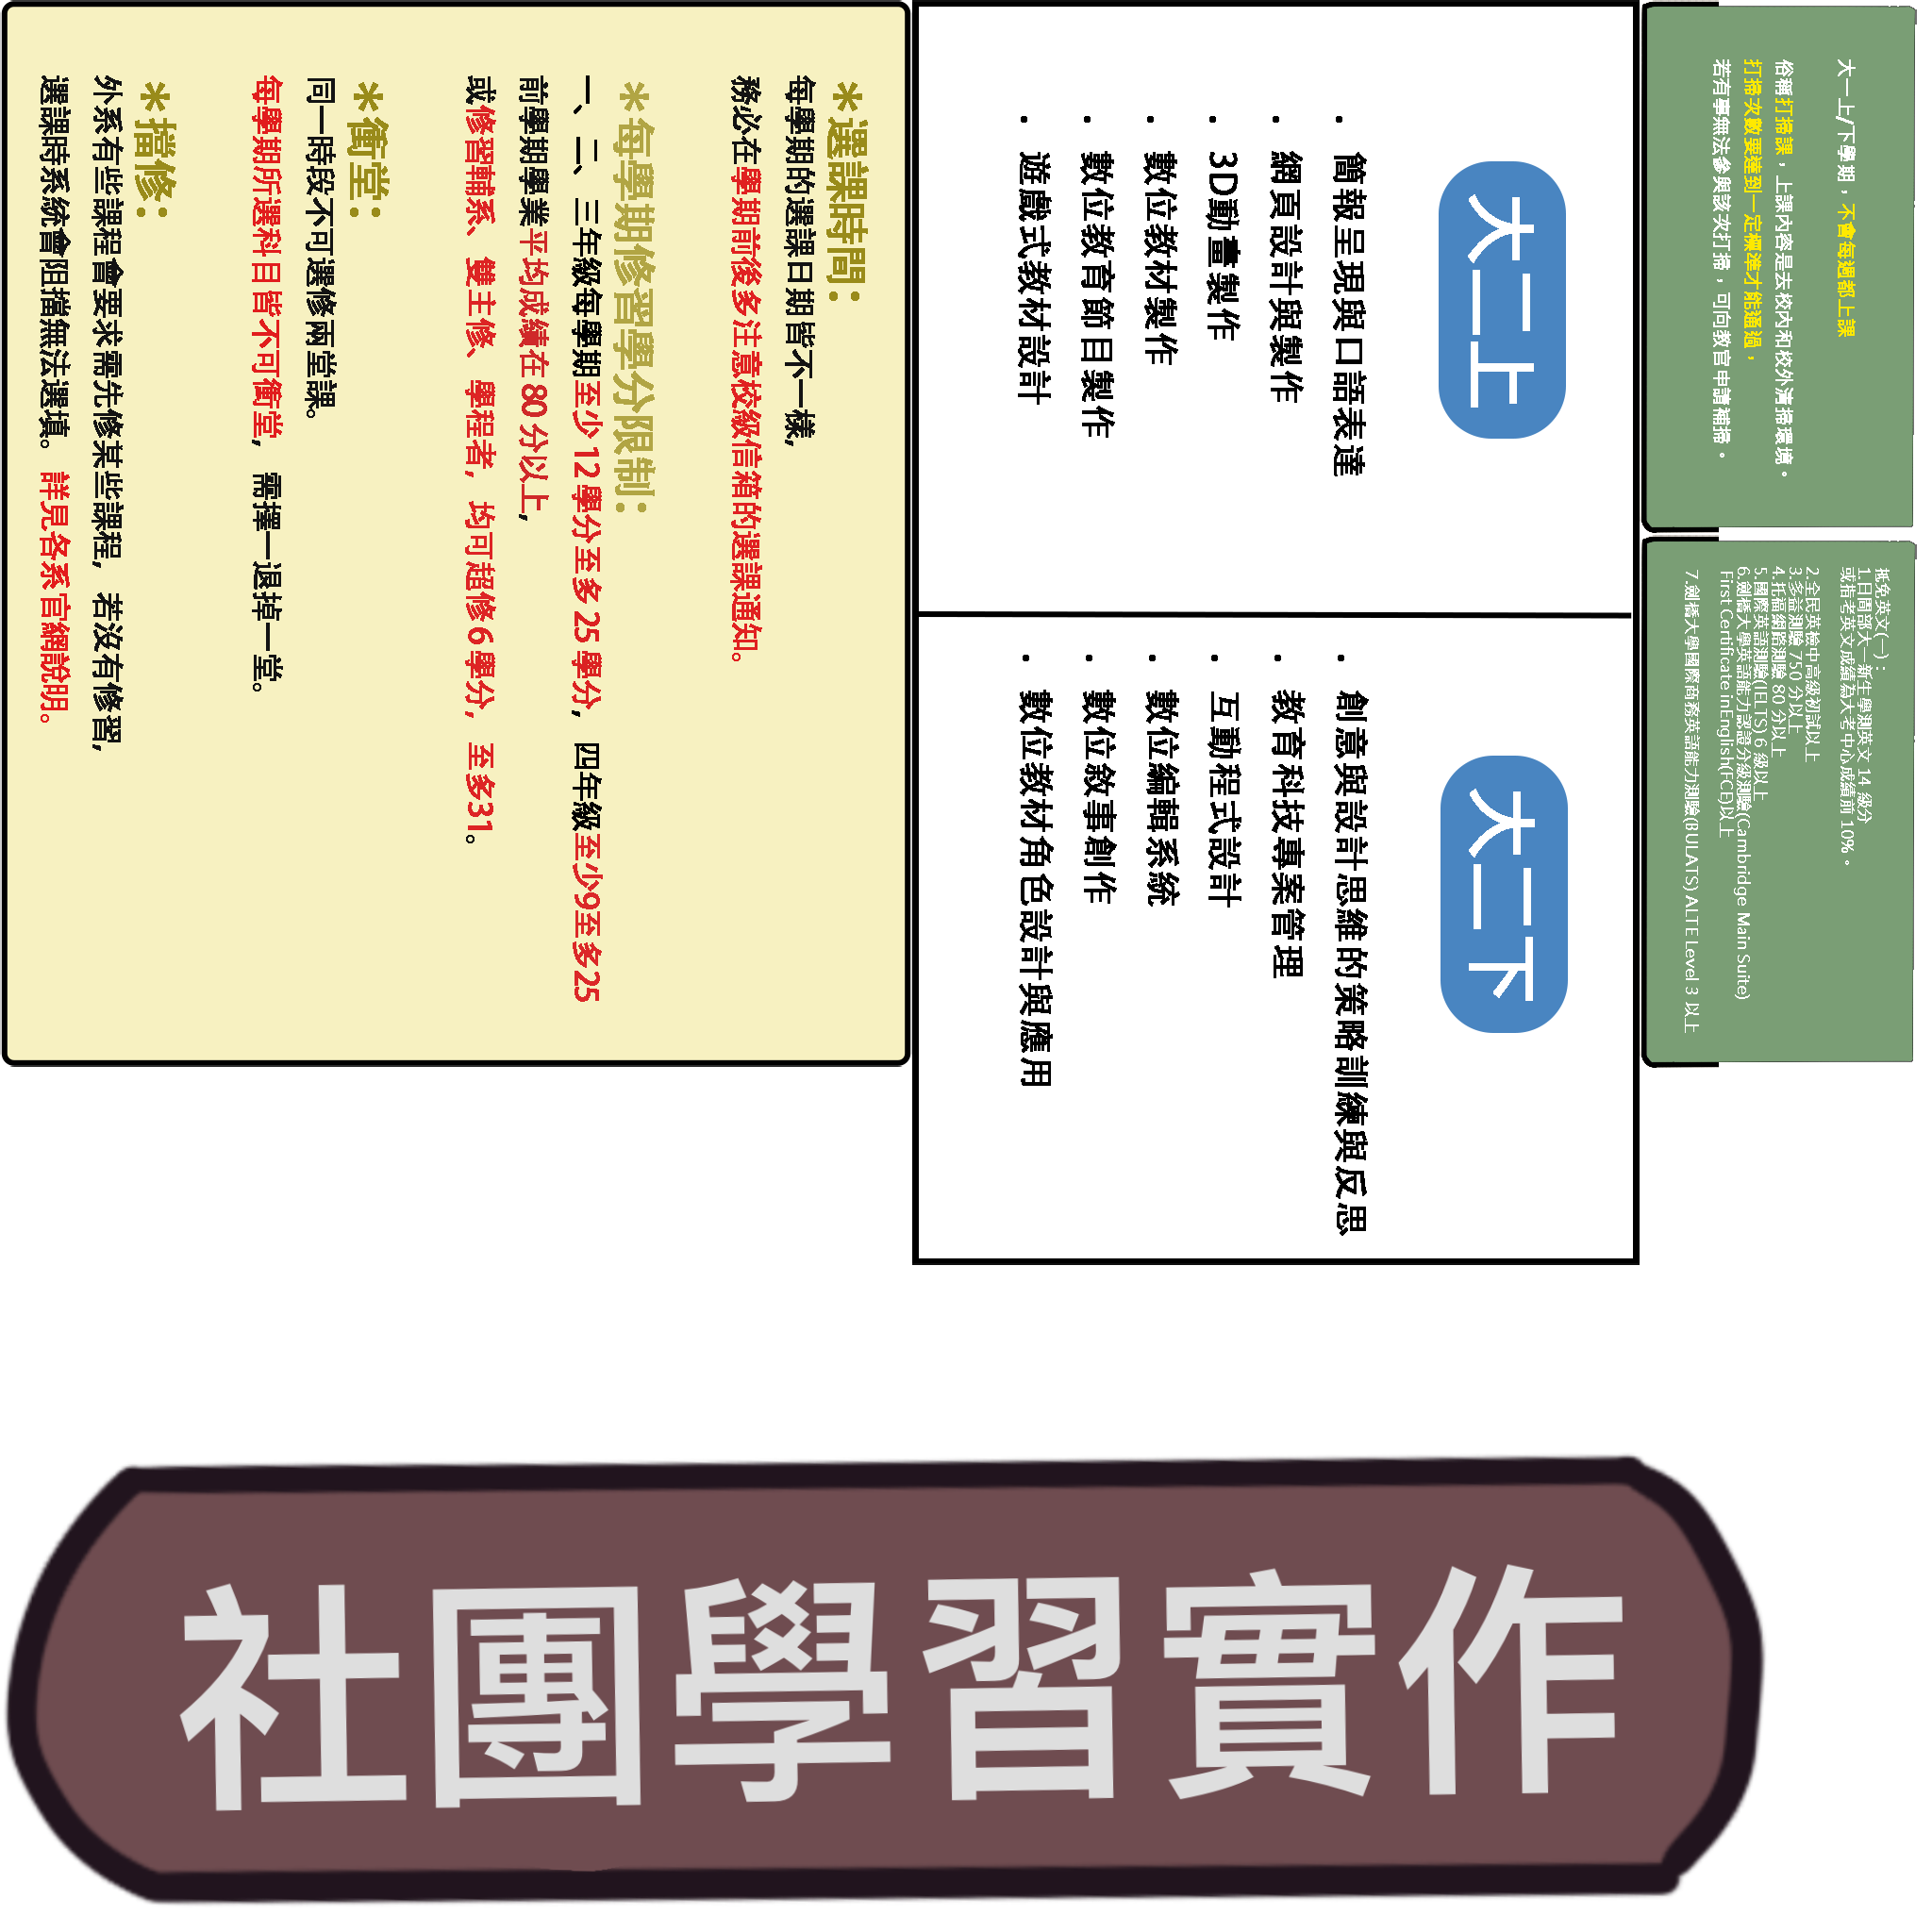 *選課時間:
每學期的選課日期皆不一樣,
務必在學期前後多注意校級信箱的選課通知。
*每學期修習學分限制:
一、二、三年級每學期至少 12 學分至多 25 學分, 四年級至少9至多25
前學期學業平均成績在 80 分以上,
或修習輔系、雙主修、學程者, 均可超修 6 學分, 至多31。
*衝堂:
同一時段不可選修兩堂課。
每學期所選科目皆不可衝堂, 需擇一退掉一堂。
*擋修:
外系有些課程會要求需先修某些課程, 若沒有修習,
選課時系統會阻擋無法選填。詳見各系官網說明。
大二上
· 簡報呈現與口語表達
· 網頁設計與製作
· 3D動畫製作
· 數位教材製作
· 數位教育節目製作
· 遊戲式教材設計
大二下
· 創意與設計思維的策略訓練與反思
· 教育科技專案管理
· 互動程式設計
· 數位編輯系統
· 數位敘事創作
· 數位教材角色設計與應用
大一上/下學期，不會每週都上課
俗稱打掃課，上課內容是去校內和校外清掃環境。
打掃次數要達到一定標準才能通過，
若有事無法參與該次打掃，可向教官申請補掃。
抵免英文(一)：
1.日間部大一新生學測英文 14 級分
或指考英文成績為大考中心成績前 10%。
2.全民英檢中高級初試以上
3.多益測驗 750 分以上
4.托福網路測驗 80 分以上
5.國際英語測驗(IELTS) 6 級以上
6.劍橋大學英語能力認證分級測驗(Cambridge Main Suite)
First Certificate inEnglish(FCE)以上
7.劍橋大學國際商務英語能力測驗(BULATS) ALTE Level 3 以上
社團學習實作